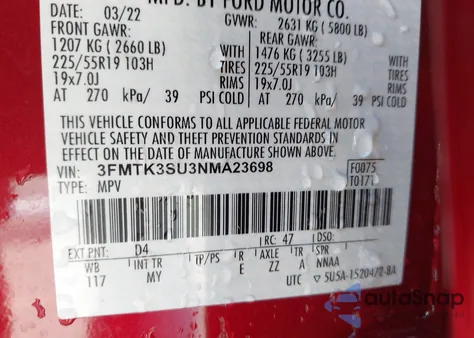 MFD. BY FORD MOTOR CO.
03/22 GVWR: 2631 KG (5800 LB)
FRONT GAWR: REAR GAWR:
1207 KG (2660 LB) WITH 1476 KG (3255 LB) WITH
225/55R19 103H TIRES 225/55R19 103H TIRES
19x7.0J RIMS 19x7.0J RIMS
AT 270 kPa/ 39 PSI COLD AT 270 kPa/ 39 PSI COLD
THIS VEHICLE CONFORMS TO ALL APPLICABLE FEDERAL MOTOR
VEHICLE SAFETY AND THEFT PREVENTION STANDARDS IN EFFECT ON THE
DATE OF MANUFACTURE SHOWN ABOVE.
VIN: 3FMTK3SU3NMA23698 F0075
TYPE: MPV T0171
EXT PNT: D4 RC: 47 DSO:
WB INT TR TP/PS R AXLE TR SPR
117 MY E ZZ A NNAA
UTC ▽ 5U5A-1520472-BA
autoSnap